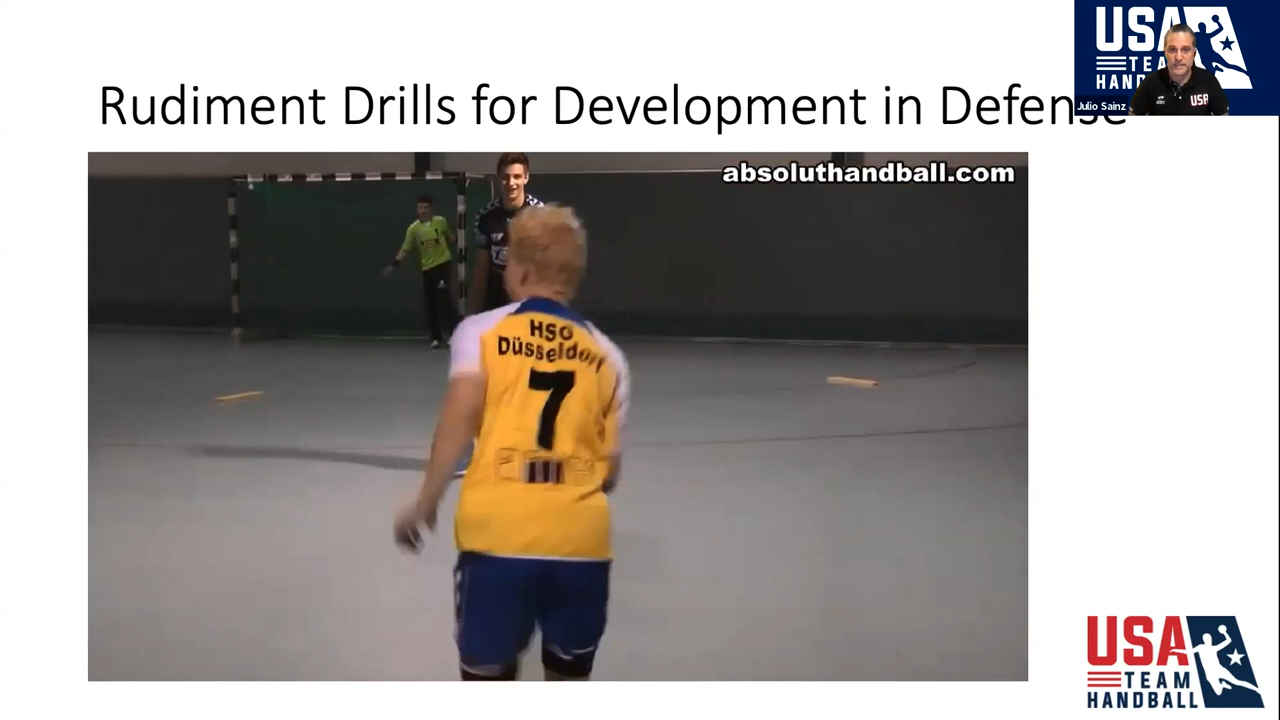 Rudiment Drills for Development in Defense
USA
TEAM
HANDBALL
Julio Sainz
USA
absoluthandball.com
HSG
Düsseldorf
7
USA
TEAM
HANDBALL